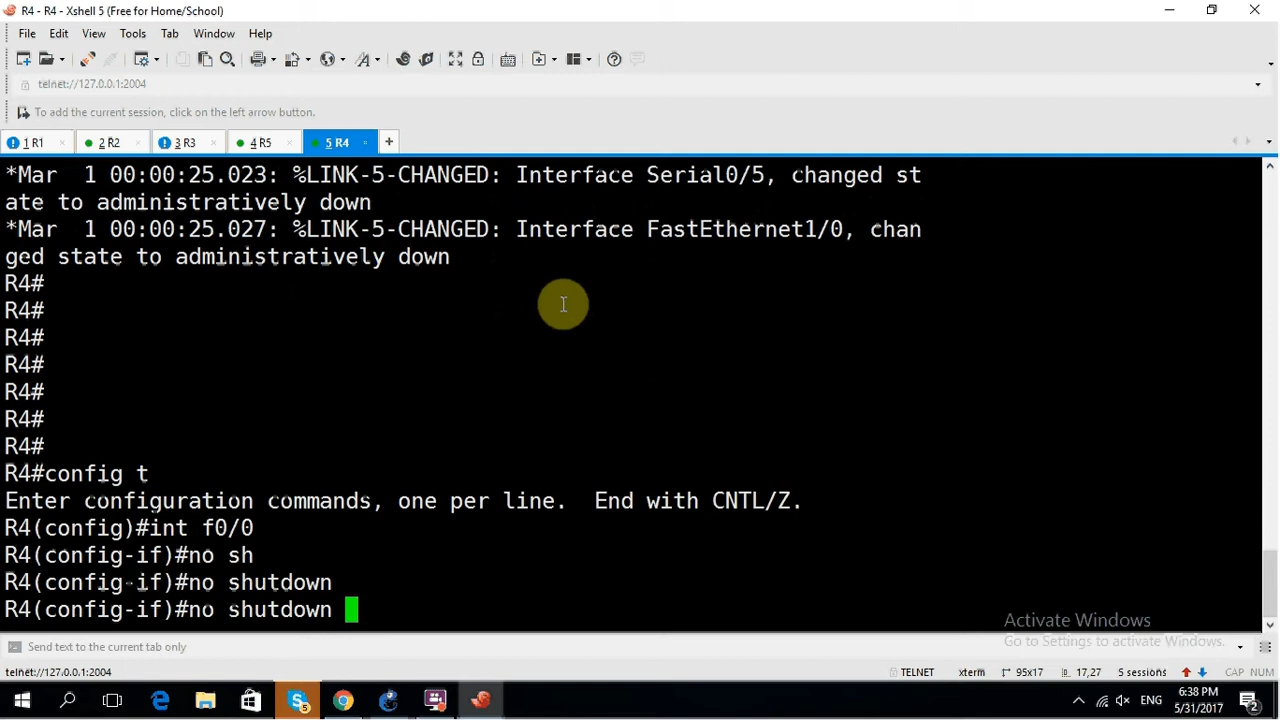 R4 - R4 - Xshell 5 (Free for Home/School)
File Edit View Tools Tab Window Help
telnet://127.0.0.1:2004
To add the current session, click on the left arrow button.
1 R1 2 R2 3 R3 4 R5 5 R4
*Mar  1 00:00:25.023: %LINK-5-CHANGED: Interface Serial0/5, changed st
ate to administratively down
*Mar  1 00:00:25.027: %LINK-5-CHANGED: Interface FastEthernet1/0, chan
ged state to administratively down
R4#
R4#
R4#
R4#
R4#
R4#
R4#
R4#config t
Enter configuration commands, one per line.  End with CNTL/Z.
R4(config)#int f0/0
R4(config-if)#no sh
R4(config-if)#no shutdown
R4(config-if)#no shutdown
Activate Windows
Go to Settings to activate Windows.
Send text to the current tab only
telnet://127.0.0.1:2004 TELNET xterm 95x17 17,27 5 sessions CAP NUM
ENG 6:38 PM
5/31/2017 2